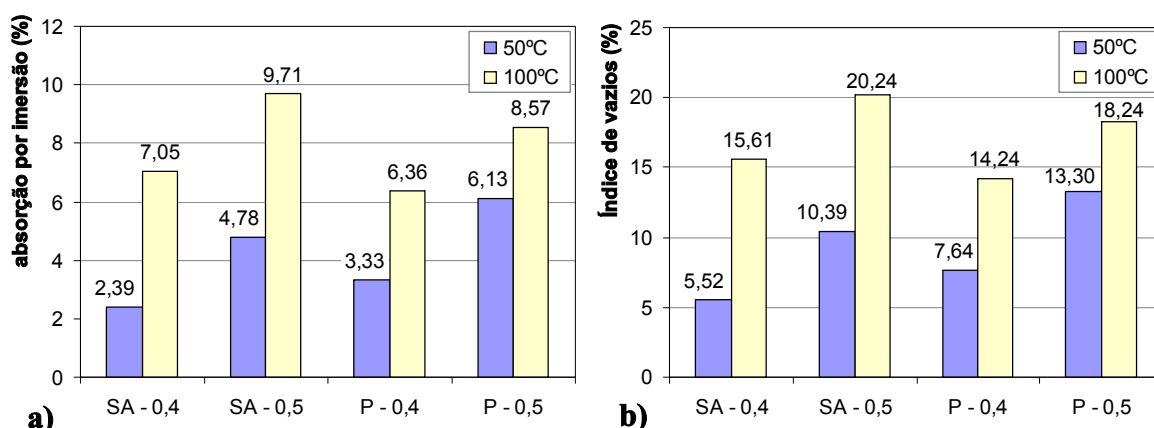 absorção por imersão (%)
12
10
8
6
4
2
0
50ºC
100ºC
2,39
7,05
4,78
9,71
3,33
6,36
6,13
8,57
SA - 0,4
SA - 0,5
P - 0,4
P - 0,5
a)
Índice de vazios (%)
25
20
15
10
5
0
50ºC
100ºC
5,52
15,61
10,39
20,24
7,64
14,24
13,30
18,24
SA - 0,4
SA - 0,5
P - 0,4
P - 0,5
b)